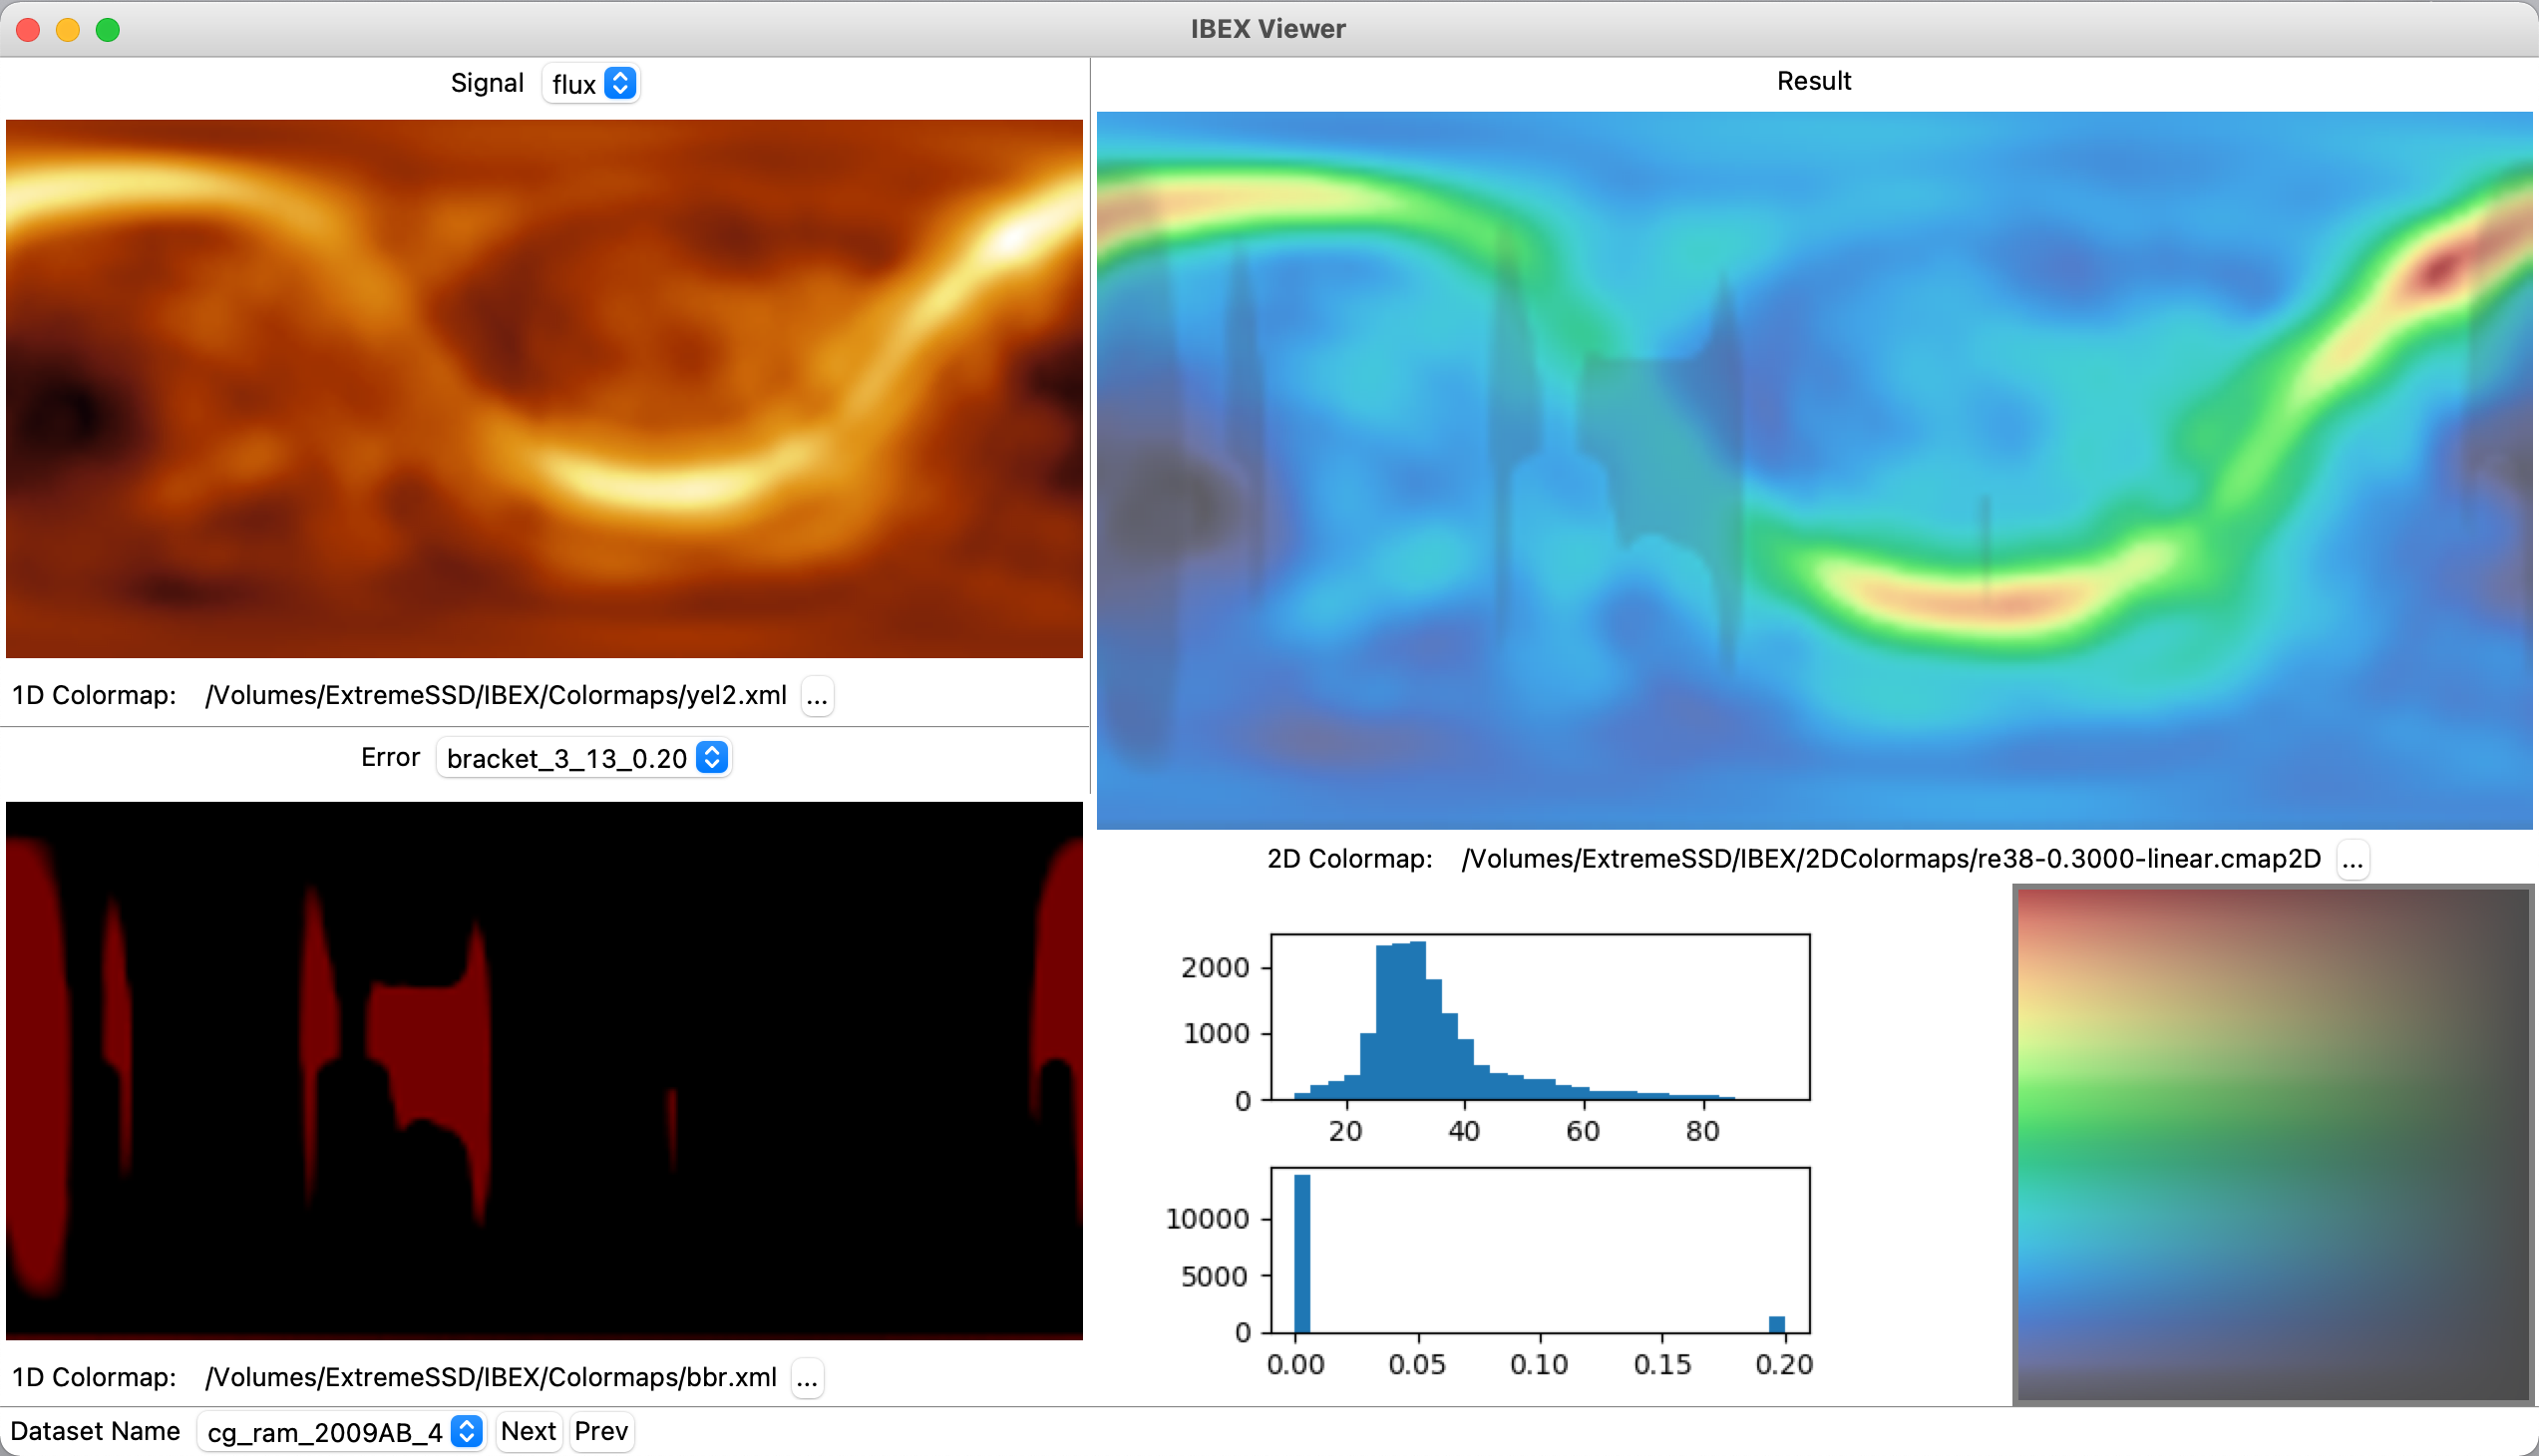 IBEX Viewer
Signal flux
1D Colormap: /Volumes/ExtremeSSD/IBEX/Colormaps/yel2.xml ...
Error bracket_3_13_0.20
1D Colormap: /Volumes/ExtremeSSD/IBEX/Colormaps/bbr.xml ...
Result
2D Colormap: /Volumes/ExtremeSSD/IBEX/2DColormaps/re38-0.3000-linear.cmap2D ...
2000
1000
0
20 40 60 80
10000
5000
0
0.00 0.05 0.10 0.15 0.20
Dataset Name cg_ram_2009AB_4 Next Prev